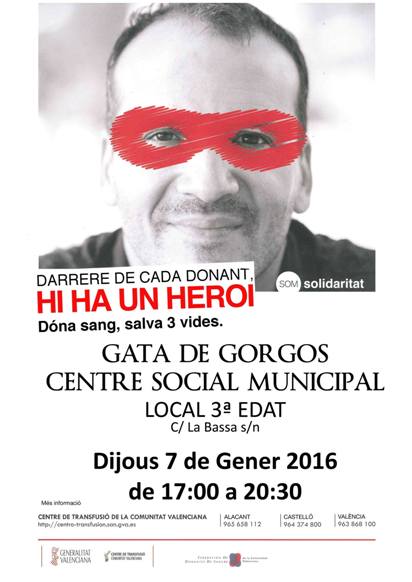 SOM solidaritat
DARRERE DE CADA DONANT,
HI HA UN HEROI
Dóna sang, salva 3 vides.
GATA DE GORGOS
CENTRE SOCIAL MUNICIPAL
LOCAL 3ª EDAT
C/ La Bassa s/n
Dijous 7 de Gener 2016
de 17:00 a 20:30
Més informació
CENTRE DE TRANSFUSIÓ DE LA COMUNITAT VALENCIANA
http://centro-transfusion.san.gva.es
ALACANT
965 658 112
CASTELLÓ
964 374 800
VALÈNCIA
963 868 100
GENERALITAT
VALENCIANA
CENTRE DE TRANSFUSIÓ
COMUNITAT VALENCIANA